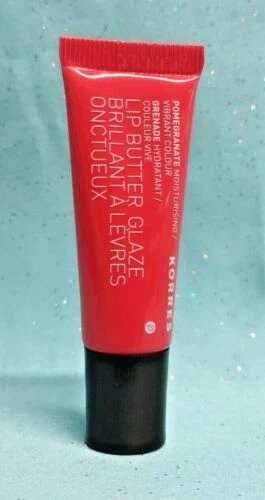 KORRES
POMEGRANATE MOISTURISING /
VIBRANT COLOUR
GRENADE HYDRATANT /
COULEUR VIVE
LIP BUTTER GLAZE
BRILLANT À LÈVRES
ONCTUEUX